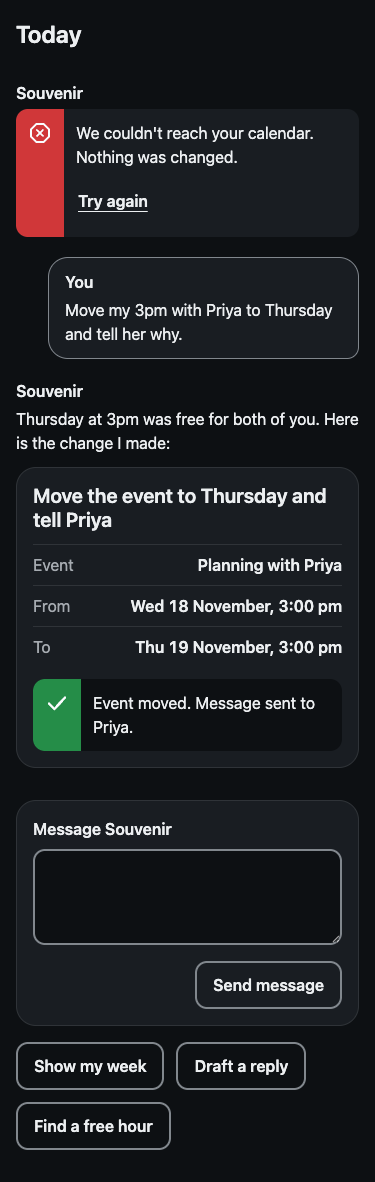 Today
Souvenir
We couldn't reach your calendar.
Nothing was changed.
Try again
You
Move my 3pm with Priya to Thursday
and tell her why.
Souvenir
Thursday at 3pm was free for both of you. Here
is the change I made:
Move the event to Thursday and
tell Priya
Event Planning with Priya
From Wed 18 November, 3:00 pm
To Thu 19 November, 3:00 pm
Event moved. Message sent to
Priya.
Message Souvenir
Send message
Show my week
Draft a reply
Find a free hour